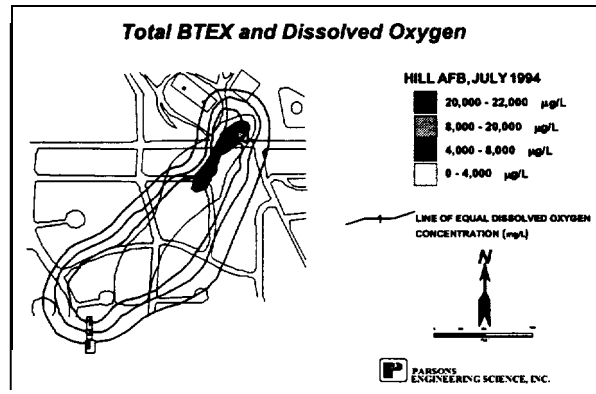 Total BTEX and Dissolved Oxygen
HILL AFB, JULY 1994
20,000 - 22,000 µg/L
8,000 - 20,000 µg/L
4,000 - 8,000 µg/L
0 - 4,000 µg/L
LINE OF EQUAL DISSOLVED OXYGEN
CONCENTRATION (mg/L)
N
PARSONS
ENGINEERING SCIENCE, INC.